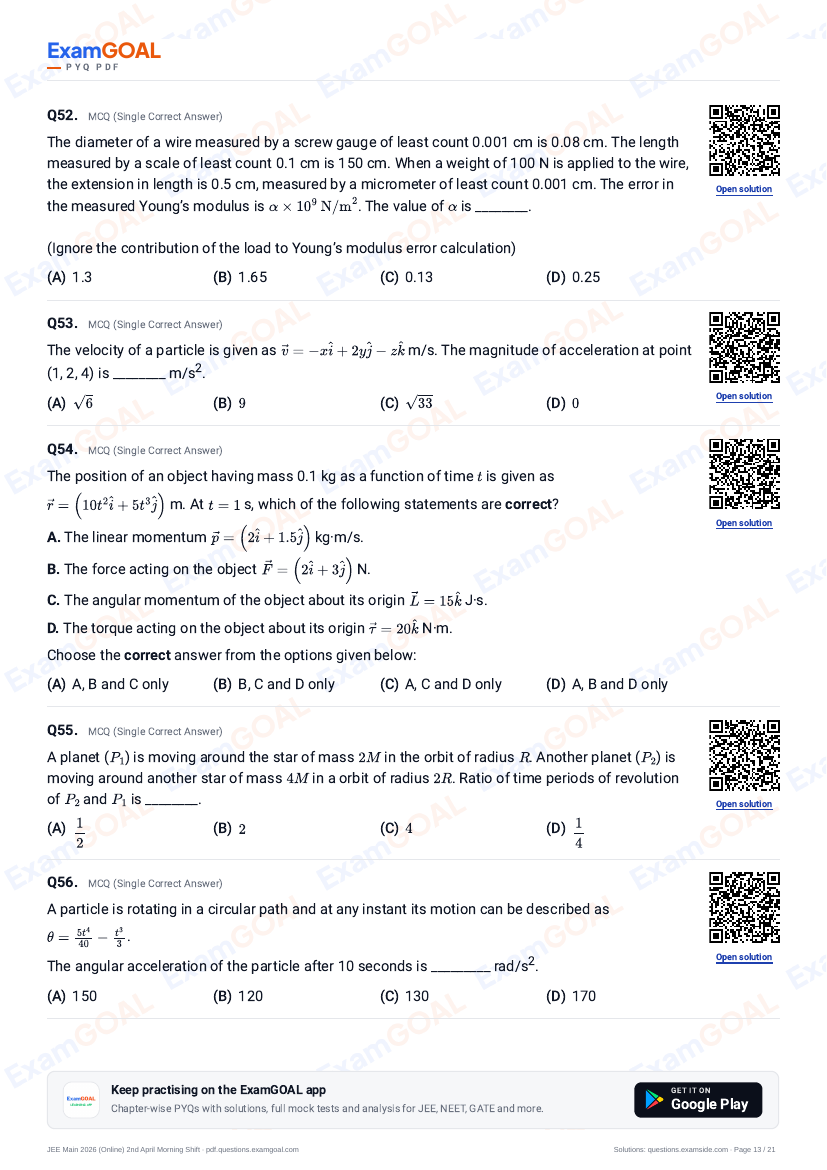 ExamGOAL
PYQ PDF
Q52. MCQ (Single Correct Answer)
The diameter of a wire measured by a screw gauge of least count 0.001 cm is 0.08 cm. The length
measured by a scale of least count 0.1 cm is 150 cm. When a weight of 100 N is applied to the wire,
the extension in length is 0.5 cm, measured by a micrometer of least count 0.001 cm. The error in
the measured Young's modulus is α × 10⁹ N/m². The value of α is ________.
(Ignore the contribution of the load to Young's modulus error calculation)
(A) 1.3 (B) 1.65 (C) 0.13 (D) 0.25
Open solution
Q53. MCQ (Single Correct Answer)
The velocity of a particle is given as v⃗ = −xî + 2yĵ − zk̂ m/s. The magnitude of acceleration at point
(1, 2, 4) is ________ m/s².
(A) √6 (B) 9 (C) √33 (D) 0
Open solution
Q54. MCQ (Single Correct Answer)
The position of an object having mass 0.1 kg as a function of time t is given as
r⃗ = (10t²î + 5t³ĵ) m. At t = 1 s, which of the following statements are correct?
A. The linear momentum p⃗ = (2î + 1.5ĵ) kg·m/s.
B. The force acting on the object F⃗ = (2î + 3ĵ) N.
C. The angular momentum of the object about its origin L⃗ = 15k̂ J·s.
D. The torque acting on the object about its origin τ⃗ = 20k̂ N·m.
Choose the correct answer from the options given below:
(A) A, B and C only (B) B, C and D only (C) A, C and D only (D) A, B and D only
Open solution
Q55. MCQ (Single Correct Answer)
A planet (P₁) is moving around the star of mass 2M in the orbit of radius R. Another planet (P₂) is
moving around another star of mass 4M in a orbit of radius 2R. Ratio of time periods of revolution
of P₂ and P₁ is ________.
(A) 1/2 (B) 2 (C) 4 (D) 1/4
Open solution
Q56. MCQ (Single Correct Answer)
A particle is rotating in a circular path and at any instant its motion can be described as
θ = 5t⁴/40 − t³/3.
The angular acceleration of the particle after 10 seconds is _________ rad/s².
(A) 150 (B) 120 (C) 130 (D) 170
Open solution
ExamGOAL
Keep practising on the ExamGOAL app
Chapter-wise PYQs with solutions, full mock tests and analysis for JEE, NEET, GATE and more.
GET IT ON
Google Play
JEE Main 2026 (Online) 2nd April Morning Shift · pdf.questions.examgoal.com
Solutions: questions.examside.com · Page 13 / 21